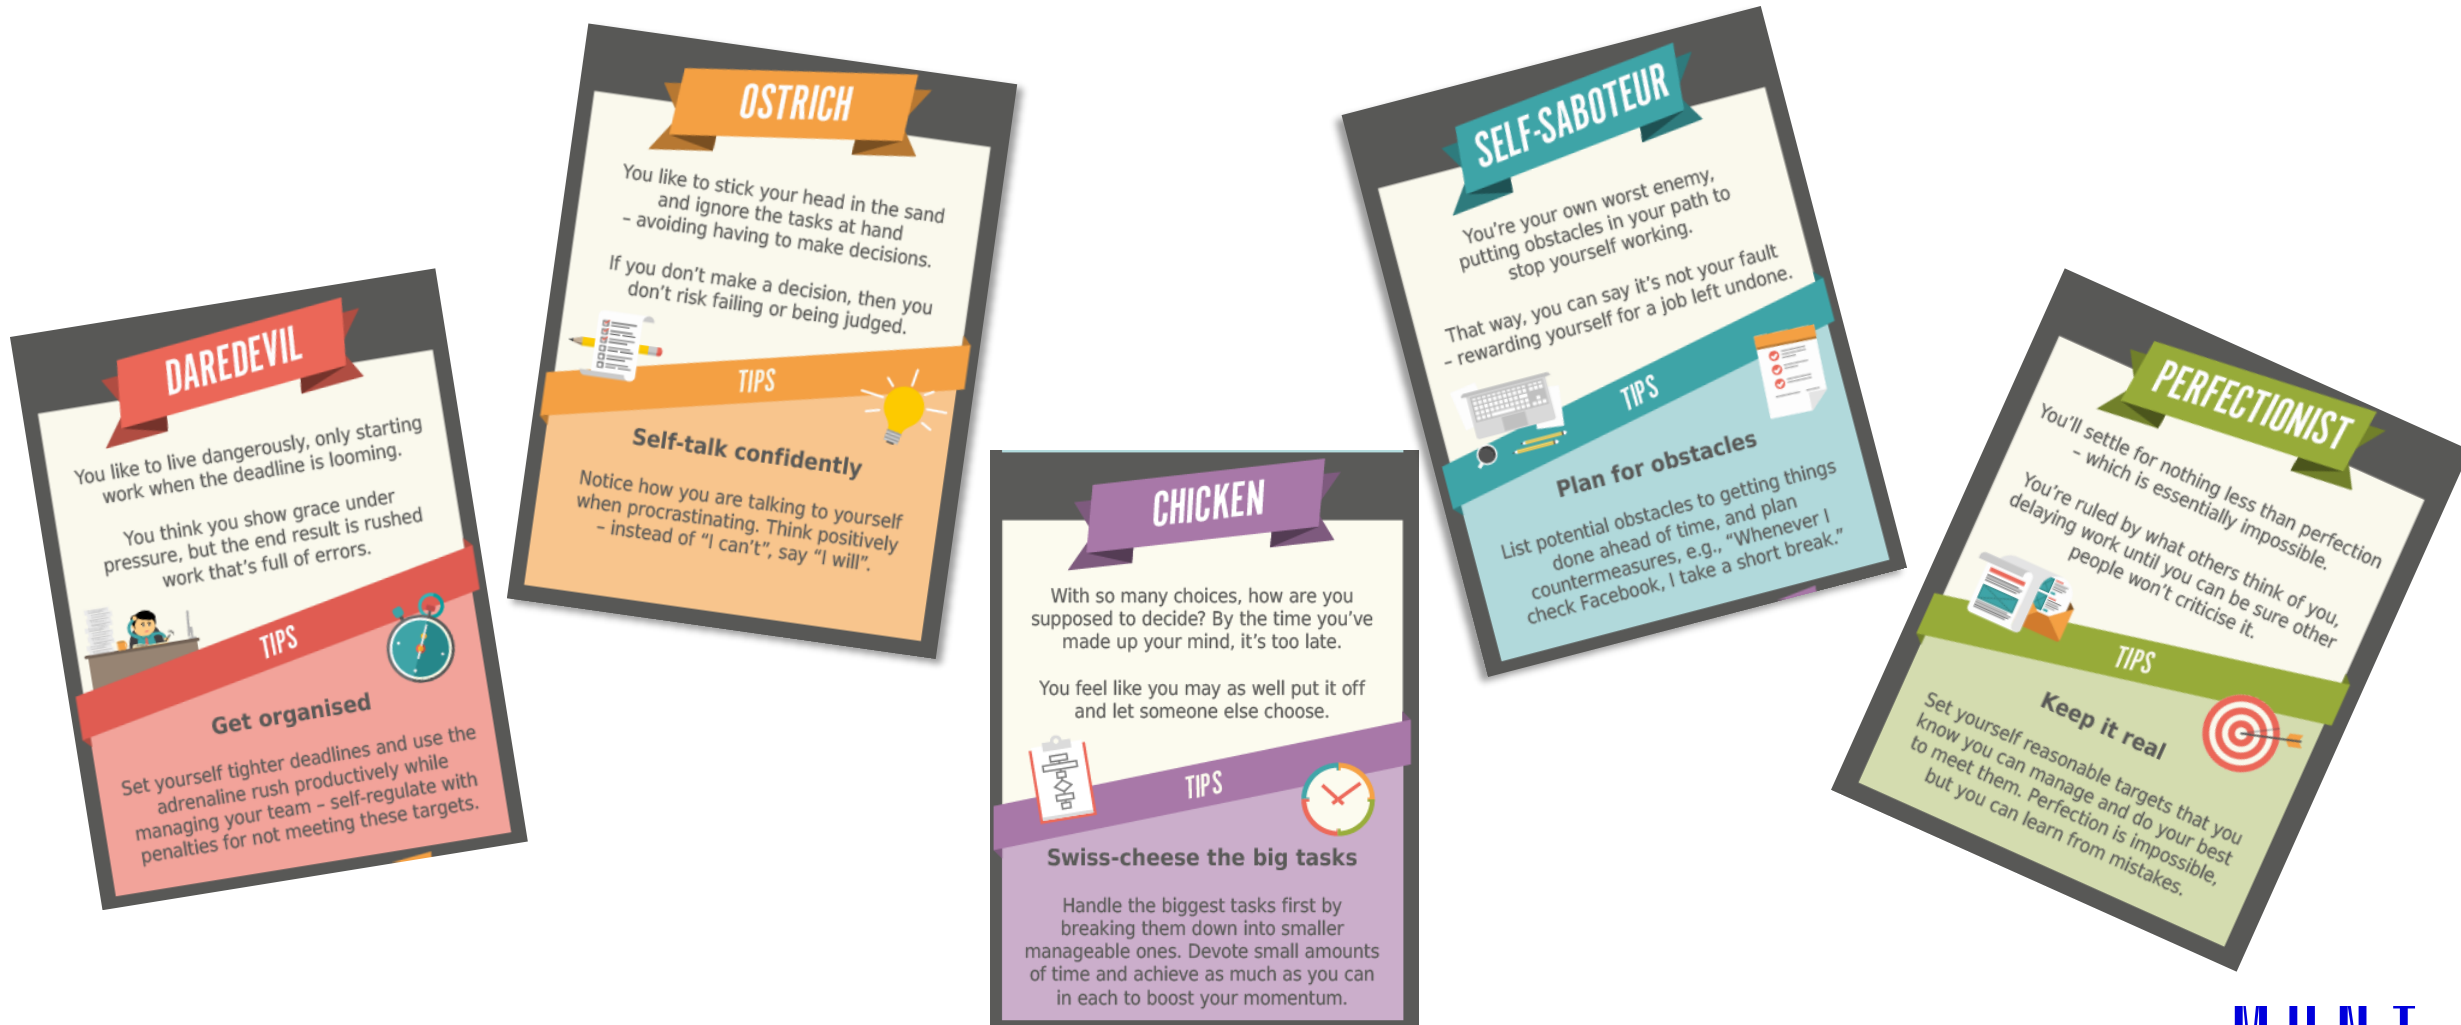 DAREDEVIL
You like to live dangerously, only starting
work when the deadline is looming.
You think you show grace under
pressure, but the end result is rushed
work that's full of errors.
TIPS
Get organised
Set yourself tighter deadlines and use the
adrenaline rush productively while
managing your team – self-regulate with
penalties for not meeting these targets.
OSTRICH
You like to stick your head in the sand
and ignore the tasks at hand
– avoiding having to make decisions.
If you don't make a decision, then you
don't risk failing or being judged.
TIPS
Self-talk confidently
Notice how you are talking to yourself
when procrastinating. Think positively
– instead of “I can't”, say “I will”.
CHICKEN
With so many choices, how are you
supposed to decide? By the time you've
made up your mind, it's too late.
You feel like you may as well put it off
and let someone else choose.
TIPS
Swiss-cheese the big tasks
Handle the biggest tasks first by
breaking them down into smaller
manageable ones. Devote small amounts
of time and achieve as much as you can
in each to boost your momentum.
SELF-SABOTEUR
You're your own worst enemy,
putting obstacles in your path to
stop yourself working.
That way, you can say it's not your fault
– rewarding yourself for a job left undone.
TIPS
Plan for obstacles
List potential obstacles to getting things
done ahead of time, and plan
countermeasures, e.g., “Whenever I
check Facebook, I take a short break.”
PERFECTIONIST
You'll settle for nothing less than perfection
– which is essentially impossible.
You're ruled by what others think of you,
delaying work until you can be sure other
people won't criticise it.
TIPS
Keep it real
Set yourself reasonable targets that you
know you can manage and do your best
to meet them. Perfection is impossible,
but you can learn from mistakes.